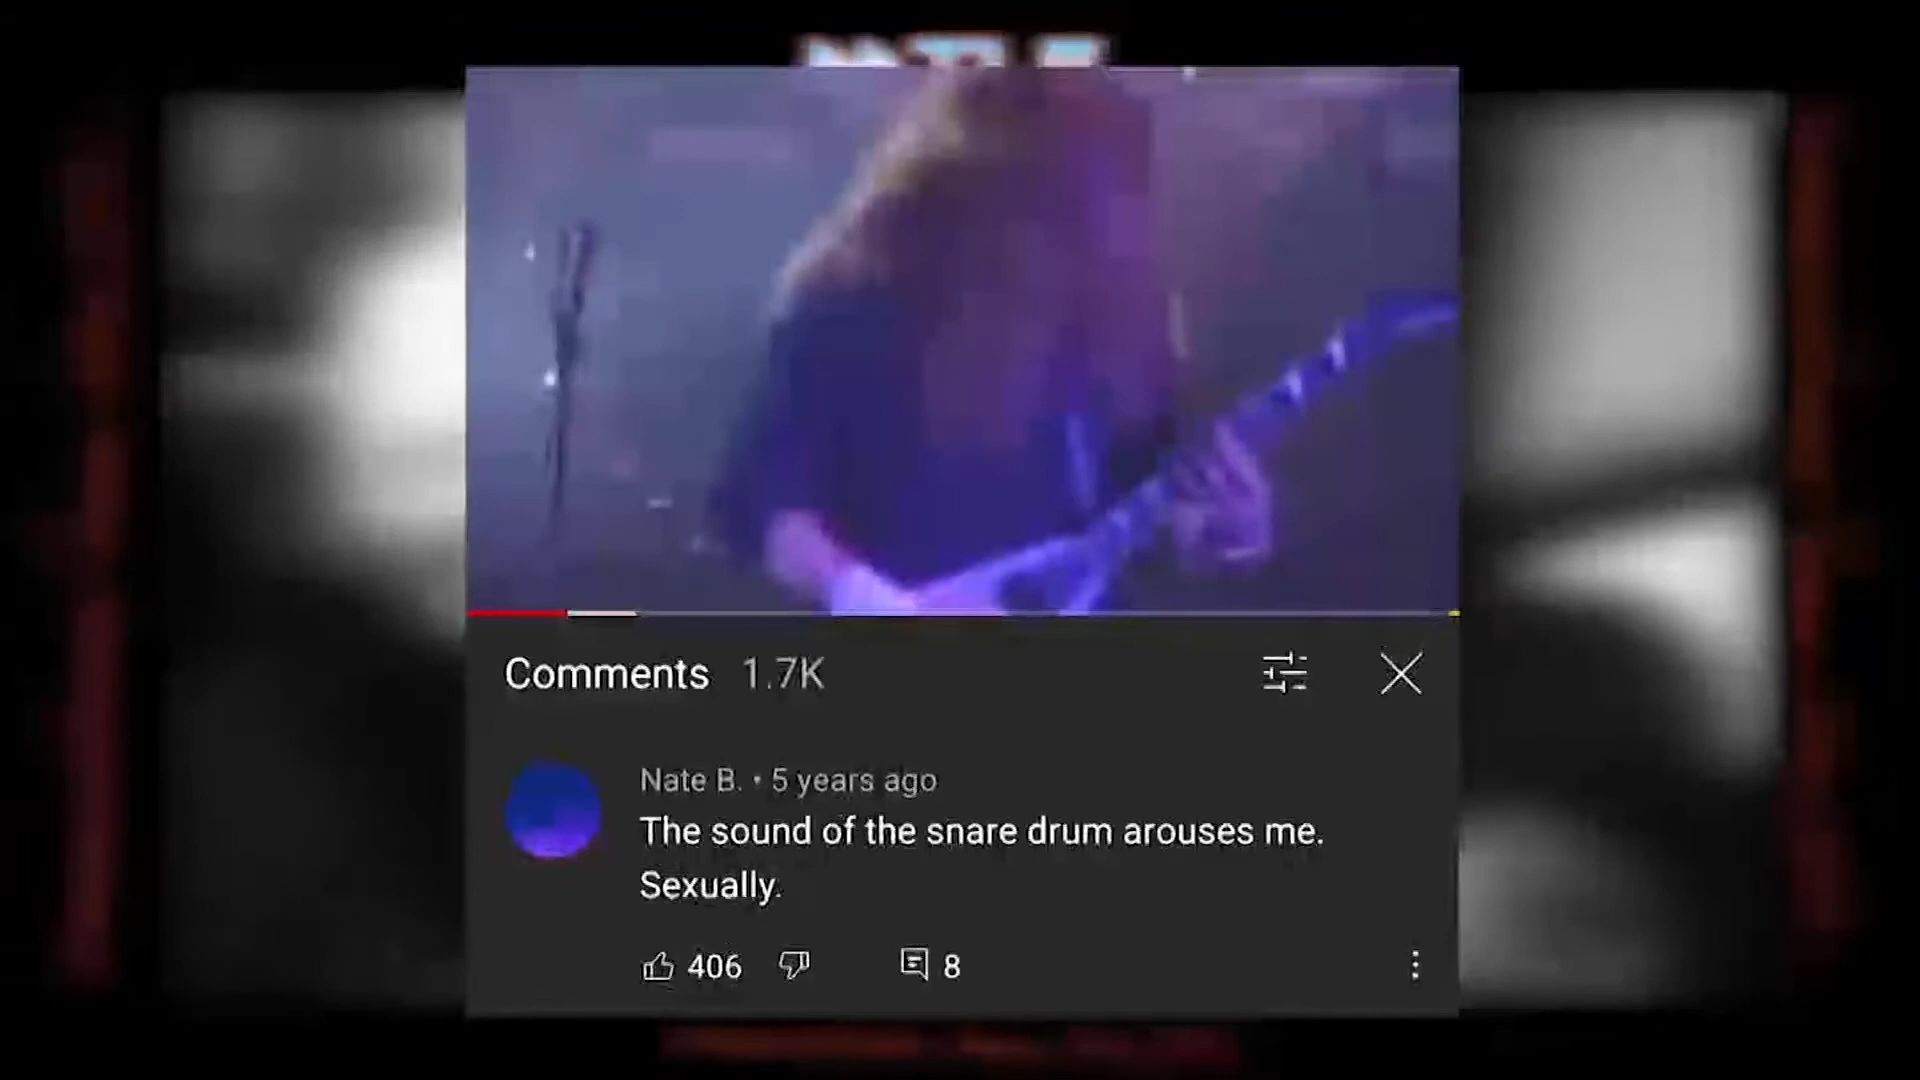 Comments 1.7K
Nate B. • 5 years ago
The sound of the snare drum arouses me.
Sexually.
406 8